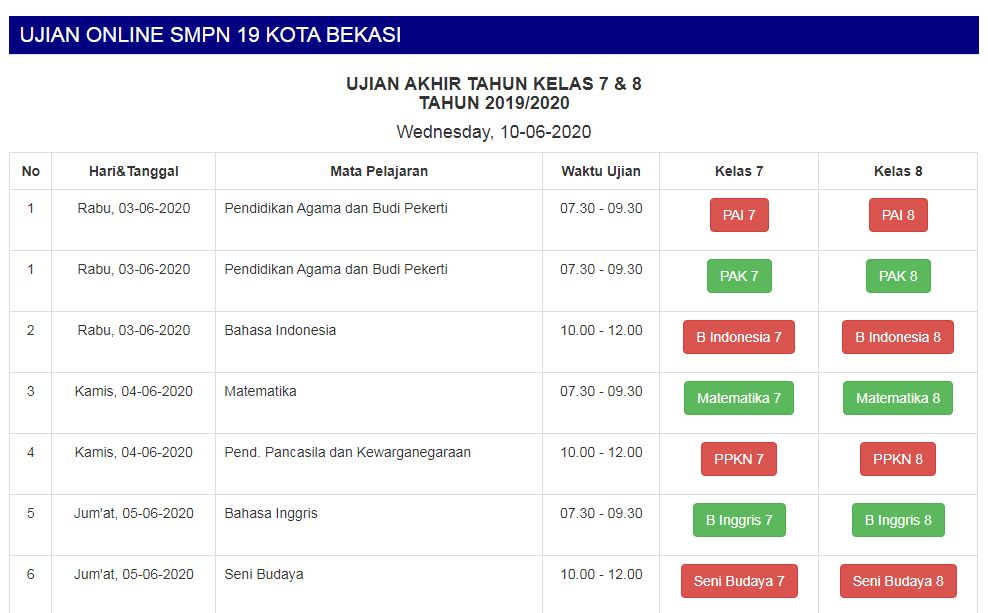 UJIAN ONLINE SMPN 19 KOTA BEKASI
UJIAN AKHIR TAHUN KELAS 7 & 8
TAHUN 2019/2020
Wednesday, 10-06-2020
No Hari&Tanggal Mata Pelajaran Waktu Ujian Kelas 7 Kelas 8
1 Rabu, 03-06-2020 Pendidikan Agama dan Budi Pekerti 07.30 - 09.30 PAI 7 PAI 8
1 Rabu, 03-06-2020 Pendidikan Agama dan Budi Pekerti 07.30 - 09.30 PAK 7 PAK 8
2 Rabu, 03-06-2020 Bahasa Indonesia 10.00 - 12.00 B Indonesia 7 B Indonesia 8
3 Kamis, 04-06-2020 Matematika 07.30 - 09.30 Matematika 7 Matematika 8
4 Kamis, 04-06-2020 Pend. Pancasila dan Kewarganegaraan 10.00 - 12.00 PPKN 7 PPKN 8
5 Jum'at, 05-06-2020 Bahasa Inggris 07.30 - 09.30 B Inggris 7 B Inggris 8
6 Jum'at, 05-06-2020 Seni Budaya 10.00 - 12.00 Seni Budaya 7 Seni Budaya 8